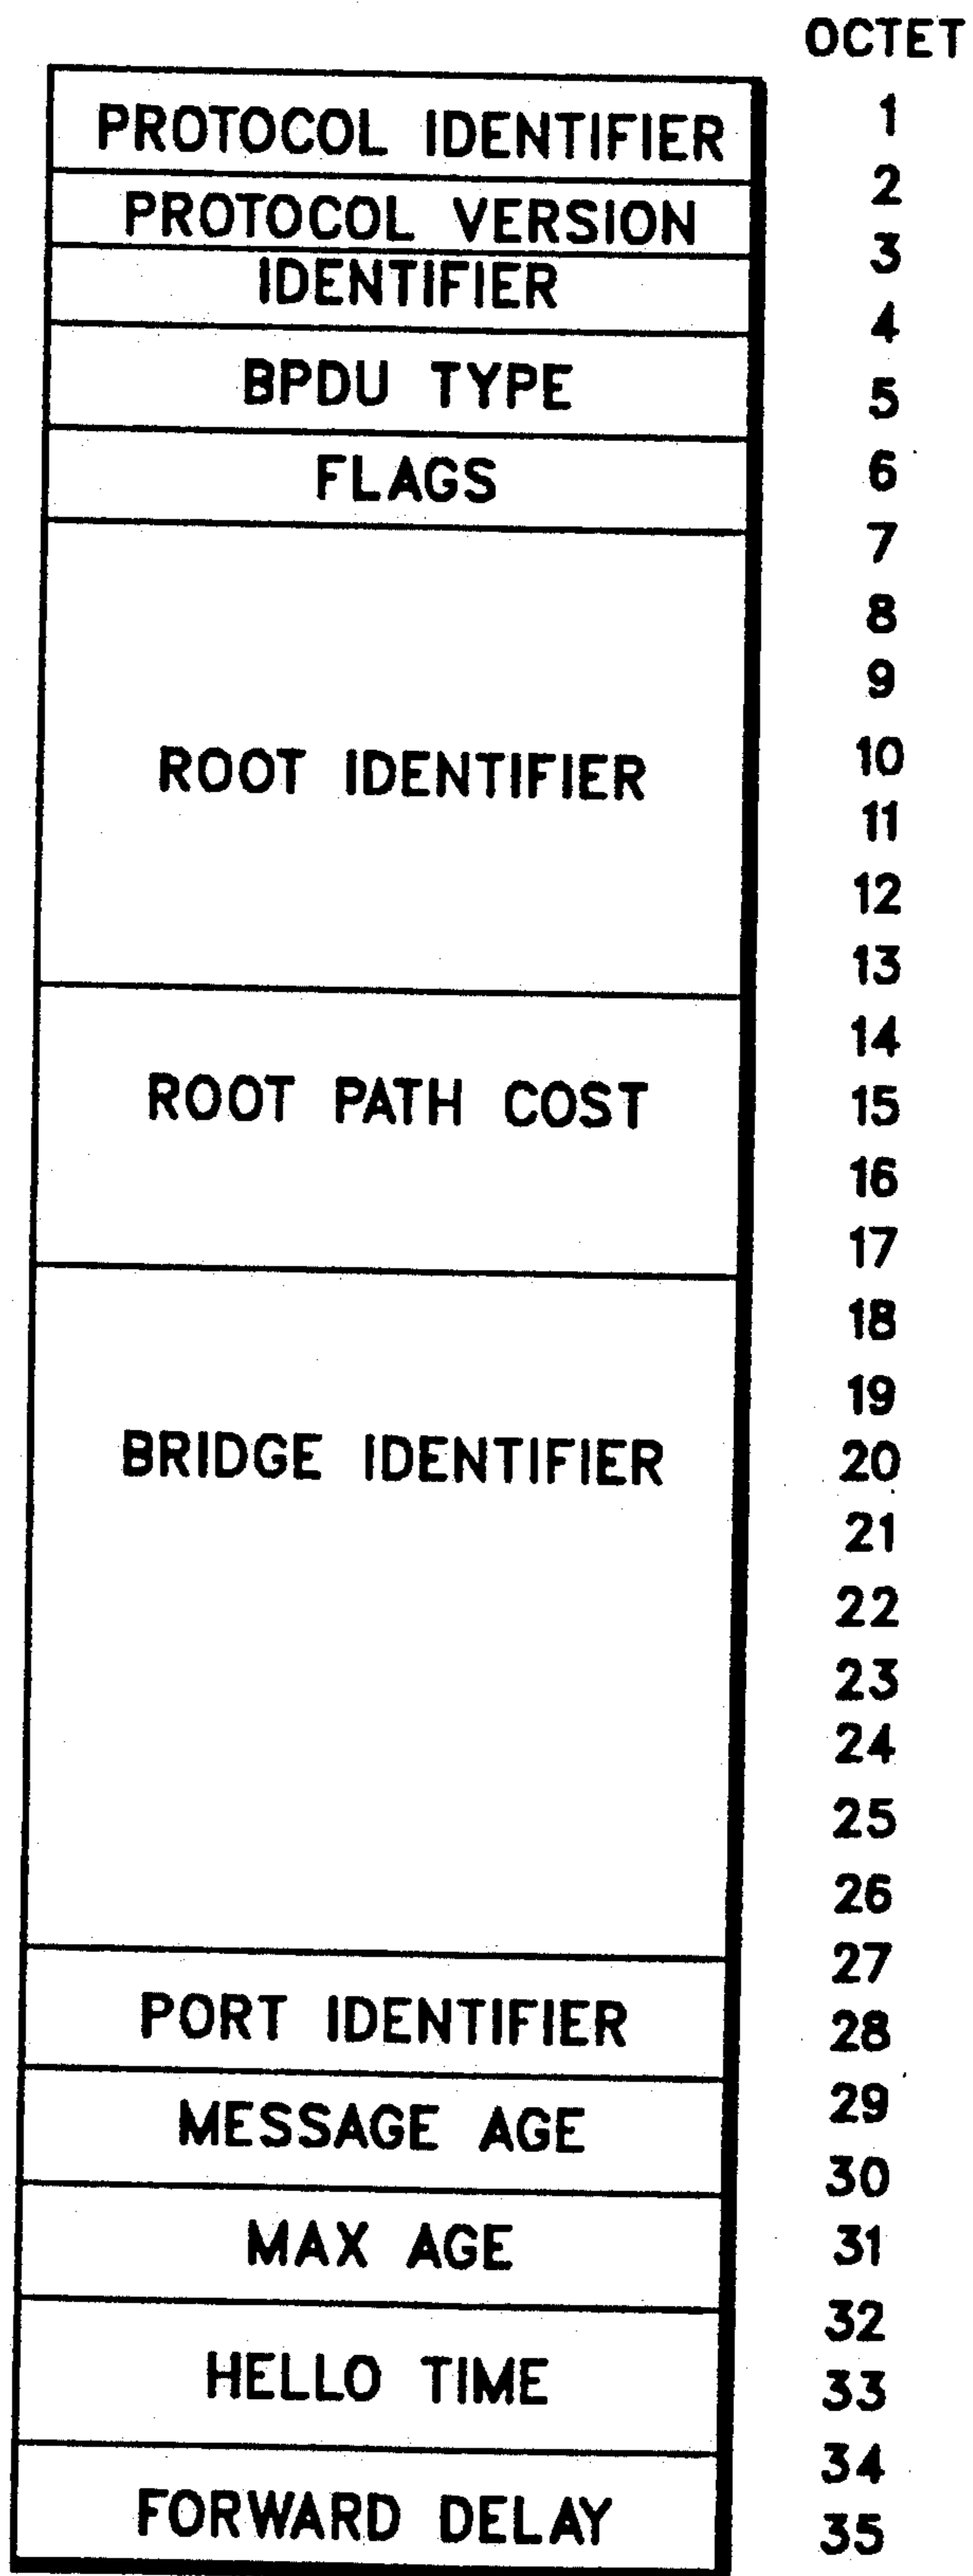 OCTET
PROTOCOL IDENTIFIER
1
2
PROTOCOL VERSION
3
IDENTIFIER
4
BPDU TYPE
5
FLAGS
6
7
8
9
ROOT IDENTIFIER
10
11
12
13
14
ROOT PATH COST
15
16
17
18
19
BRIDGE IDENTIFIER
20
21
22
23
24
25
26
27
PORT IDENTIFIER
28
MESSAGE AGE
29
30
MAX AGE
31
32
HELLO TIME
33
34
FORWARD DELAY
35